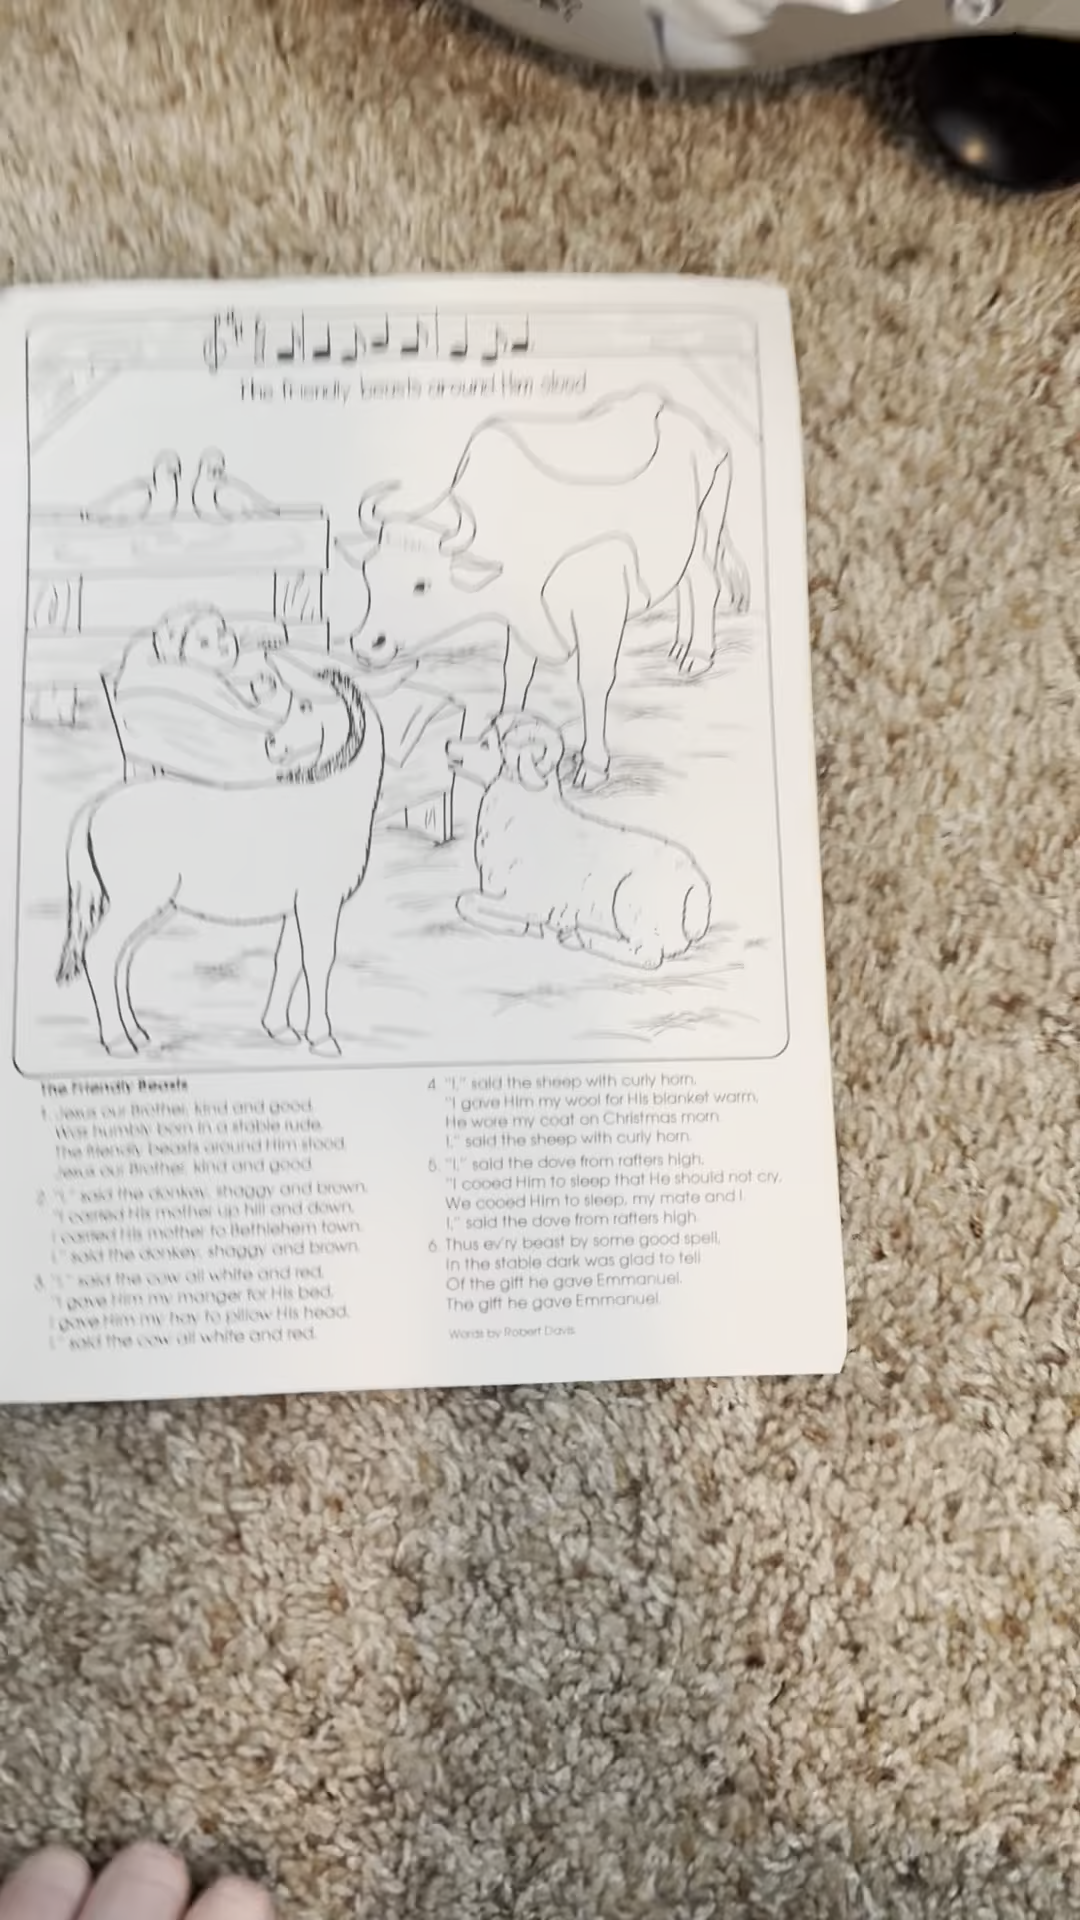 The friendly beasts around Him stood
The Friendly Beasts
1. Jesus our Brother, kind and good,
Was humbly born in a stable rude,
The friendly beasts around Him stood,
Jesus our Brother, kind and good.
2. "I," said the donkey, shaggy and brown,
"I carried His mother up hill and down,
I carried His mother to Bethlehem town,
I," said the donkey, shaggy and brown.
3. "I," said the cow all white and red,
"I gave Him my manger for His bed,
I gave Him my hay to pillow His head,
I," said the cow all white and red.
4. "I," said the sheep with curly horn,
"I gave Him my wool for His blanket warm,
He wore my coat on Christmas morn
I," said the sheep with curly horn.
5. "I," said the dove from rafters high,
"I cooed Him to sleep that He should not cry,
We cooed Him to sleep, my mate and I,
I," said the dove from rafters high.
6. Thus ev'ry beast by some good spell,
In the stable dark was glad to tell
Of the gift he gave Emmanuel,
The gift he gave Emmanuel.
Words by Robert Davis